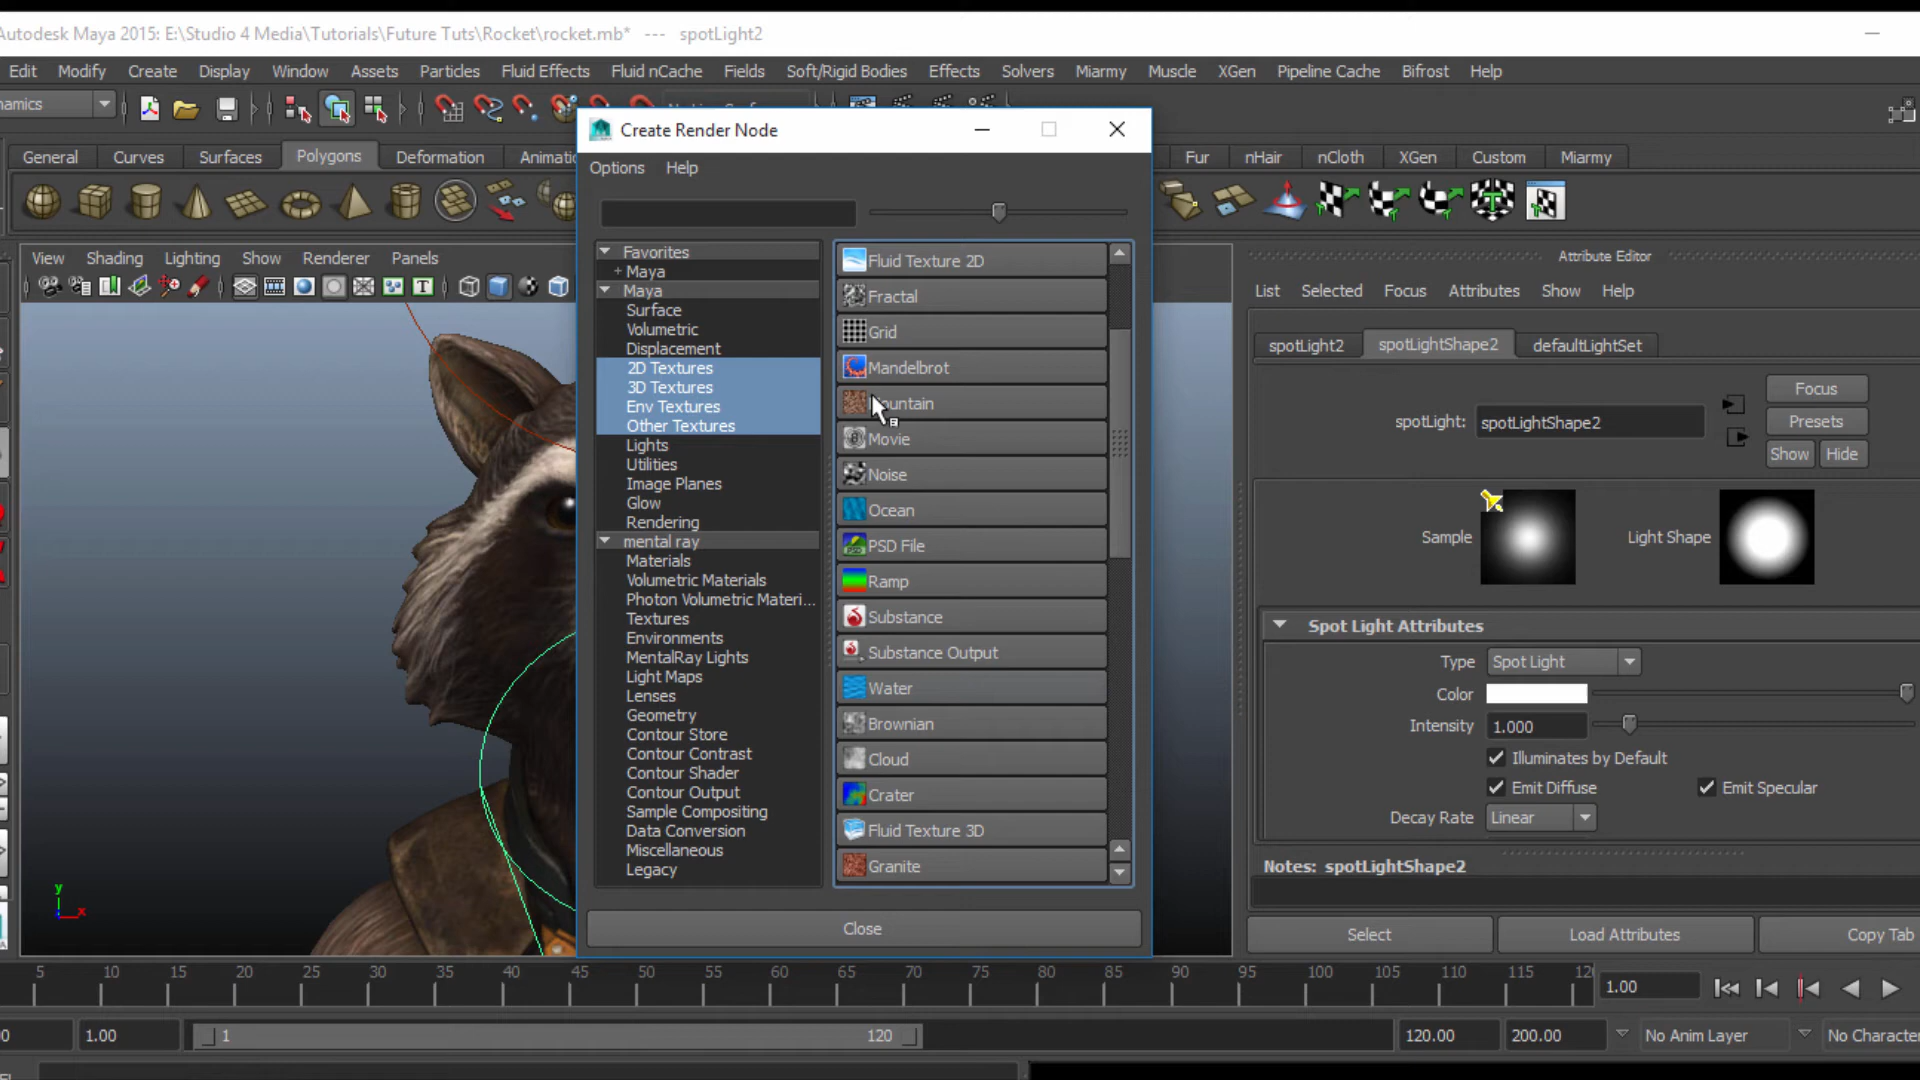 Autodesk Maya 2015: E:\Studio 4 Media\Tutorials\Future Tuts\Rocket\rocket.mb* --- spotLight2
Edit Modify Create Display Window Assets Particles Fluid Effects Fluid nCache Fields Soft/Rigid Bodies Effects Solvers Miarmy Muscle XGen Pipeline Cache Bifrost Help
namics
General Curves Surfaces Polygons Deformation Animatio Fur nHair nCloth XGen Custom Miarmy
View Shading Lighting Show Renderer Panels
Create Render Node
Options Help
Favorites
+ Maya
Maya
Surface
Volumetric
Displacement
2D Textures
3D Textures
Env Textures
Other Textures
Lights
Utilities
Image Planes
Glow
Rendering
mental ray
Materials
Volumetric Materials
Photon Volumetric Materi...
Textures
Environments
MentalRay Lights
Light Maps
Lenses
Geometry
Contour Store
Contour Contrast
Contour Shader
Contour Output
Sample Compositing
Data Conversion
Miscellaneous
Legacy
Fluid Texture 2D
Fractal
Grid
Mandelbrot
ountain
Movie
Noise
Ocean
PSD File
Ramp
Substance
Substance Output
Water
Brownian
Cloud
Crater
Fluid Texture 3D
Granite
Close
Attribute Editor
List Selected Focus Attributes Show Help
spotLight2 spotLightShape2 defaultLightSet
Focus
spotLight: spotLightShape2 Presets
Show Hide
Sample Light Shape
Spot Light Attributes
Type Spot Light
Color
Intensity 1.000
Illuminates by Default
Emit Diffuse Emit Specular
Decay Rate Linear
Notes: spotLightShape2
Select Load Attributes Copy Tab
y
x
5 10 15 20 25 30 35 40 45 50 55 60 65 70 75 80 85 90 95 100 105 110 115 12
1.00
00 1.00 1 120 120.00 200.00 No Anim Layer No Character